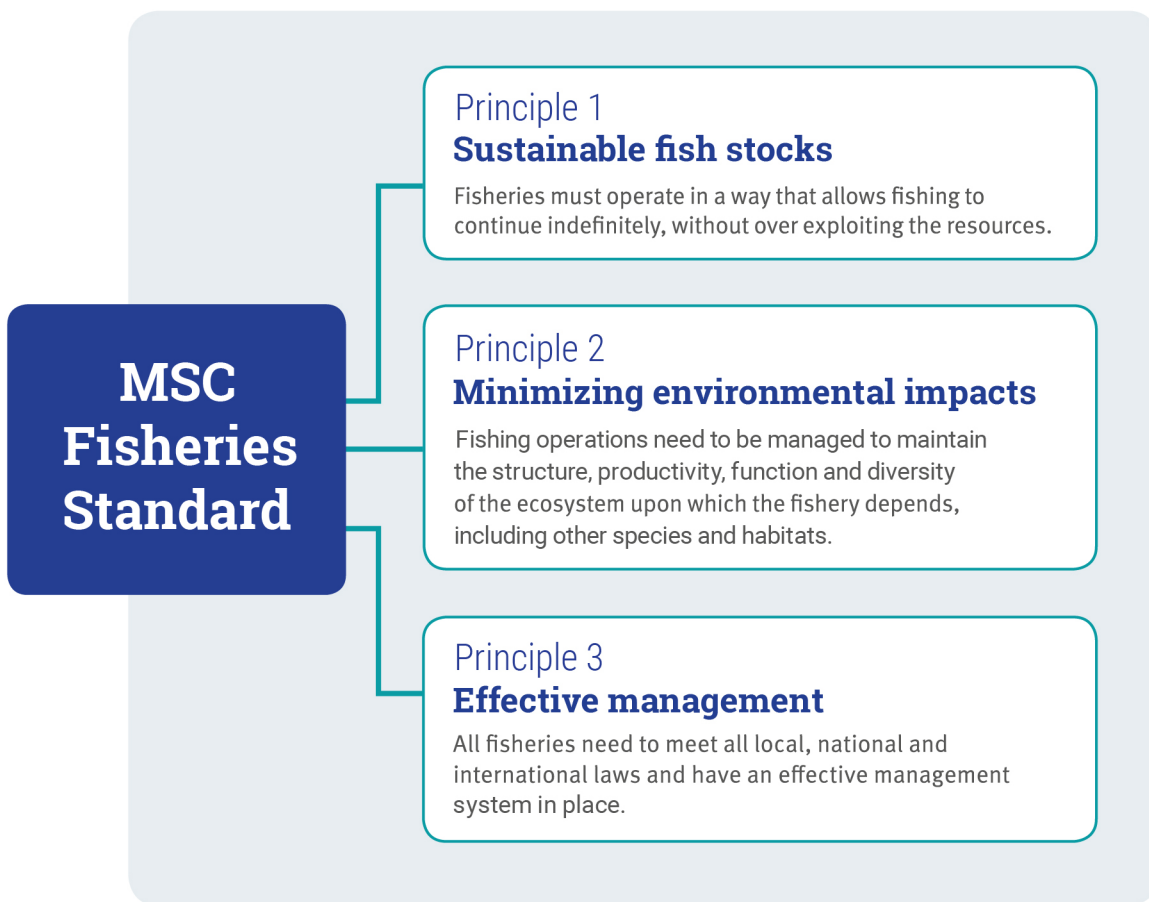 MSC
Fisheries
Standard
Principle 1
Sustainable fish stocks
Fisheries must operate in a way that allows fishing to
continue indefinitely, without over exploiting the resources.
Principle 2
Minimizing environmental impacts
Fishing operations need to be managed to maintain
the structure, productivity, function and diversity
of the ecosystem upon which the fishery depends,
including other species and habitats.
Principle 3
Effective management
All fisheries need to meet all local, national and
international laws and have an effective management
system in place.